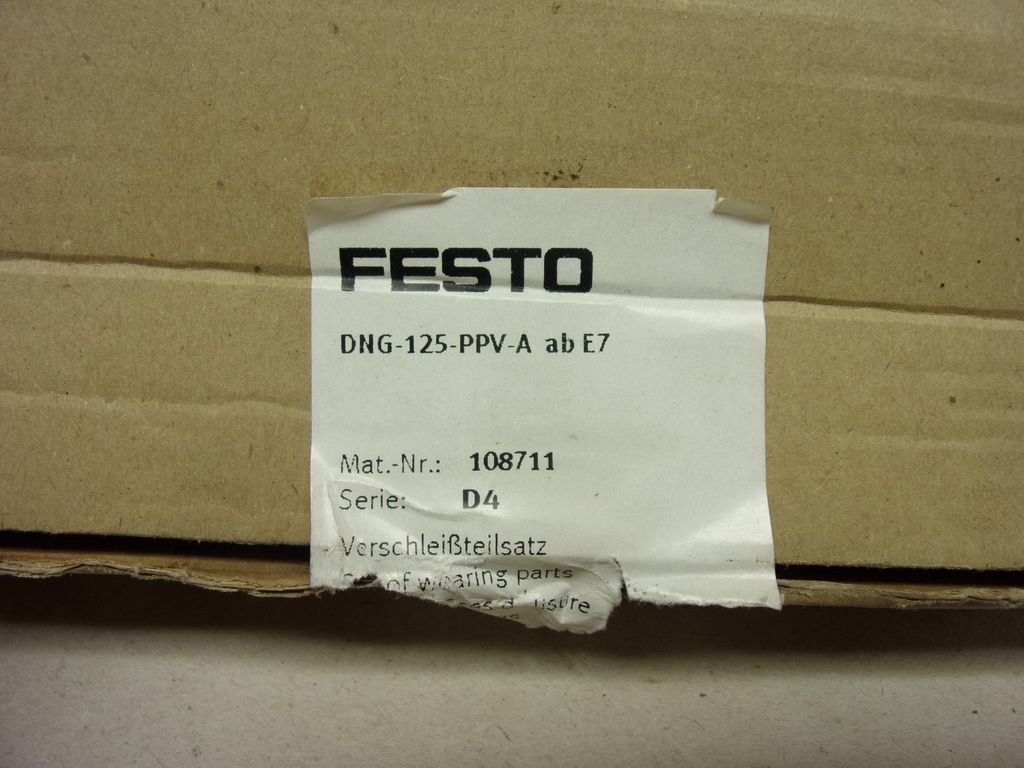 FESTO
DNG-125-PPV-A ab E7
Mat.-Nr.: 108711
Serie: D4
Verschleißteilsatz
of wearing parts